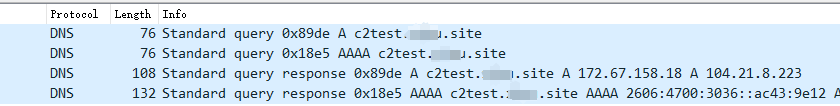 Protocol Length Info
DNS 76 Standard query 0x89de A c2test. u.site
DNS 76 Standard query 0x18e5 AAAA c2test. u.site
DNS 108 Standard query response 0x89de A c2test. .site A 172.67.158.18 A 104.21.8.223
DNS 132 Standard query response 0x18e5 AAAA c2test. .site AAAA 2606:4700:3036::ac43:9e12 A